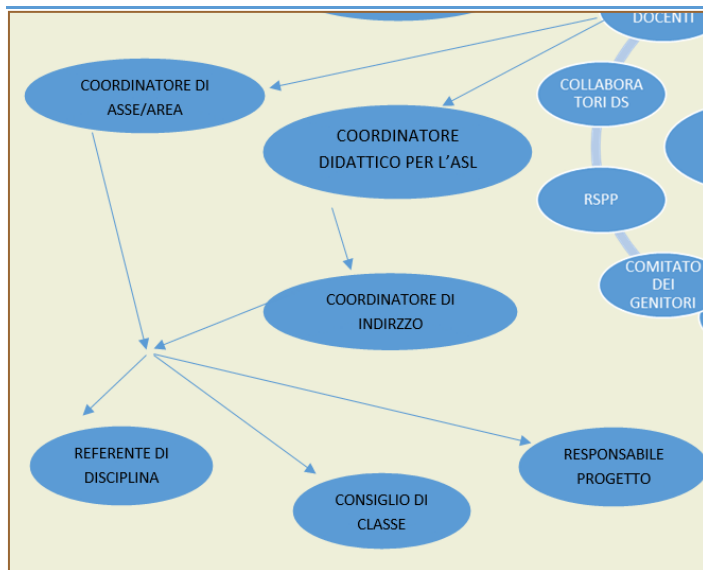 DOCENTI
COORDINATORE DI
ASSE/AREA
COLLABORA
TORI DS
COORDINATORE
DIDATTICO PER L'ASL
RSPP
COMITATO
DEI
GENITORI
COORDINATORE DI
INDIRZZO
REFERENTE DI
DISCIPLINA
CONSIGLIO DI
CLASSE
RESPONSABILE
PROGETTO